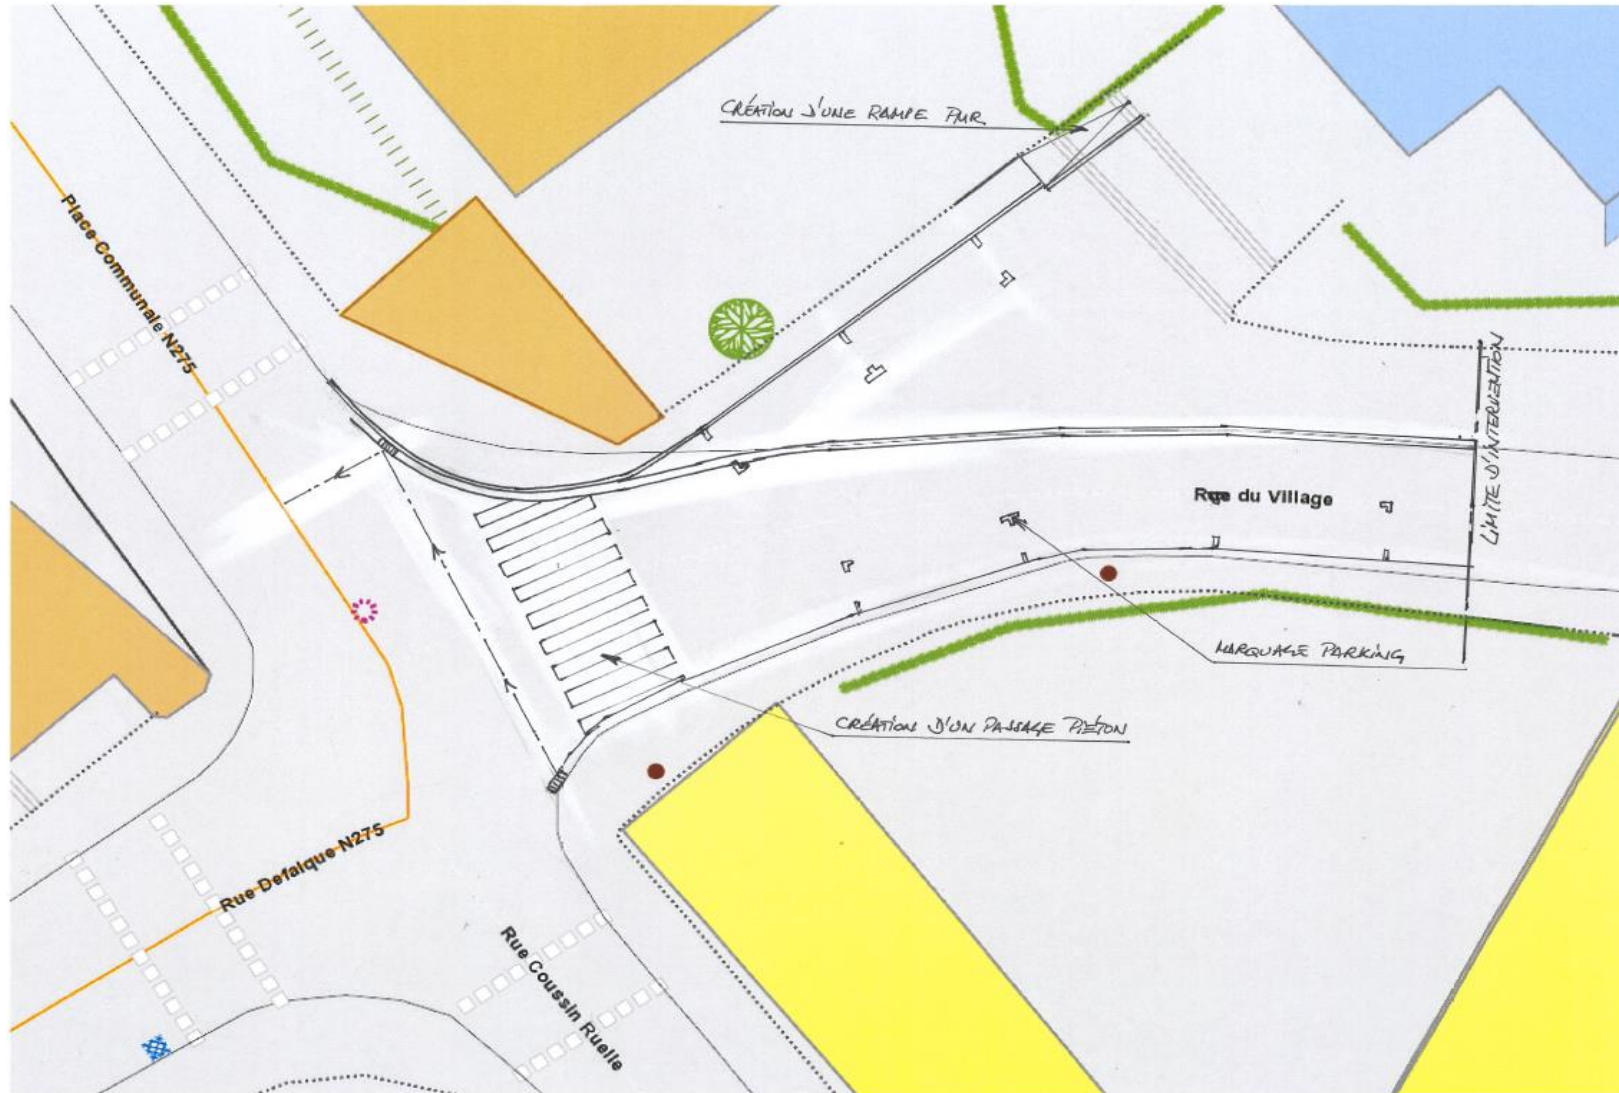 CRÉATION D'UNE RAMPE PMR
Place Communale N275
LIMITE D'INTERVENTION
Rue du Village
MARQUAGE PARKING
CRÉATION D'UN PASSAGE PIÉTON
Rue Defalque N275
Rue Coussin Ruelle